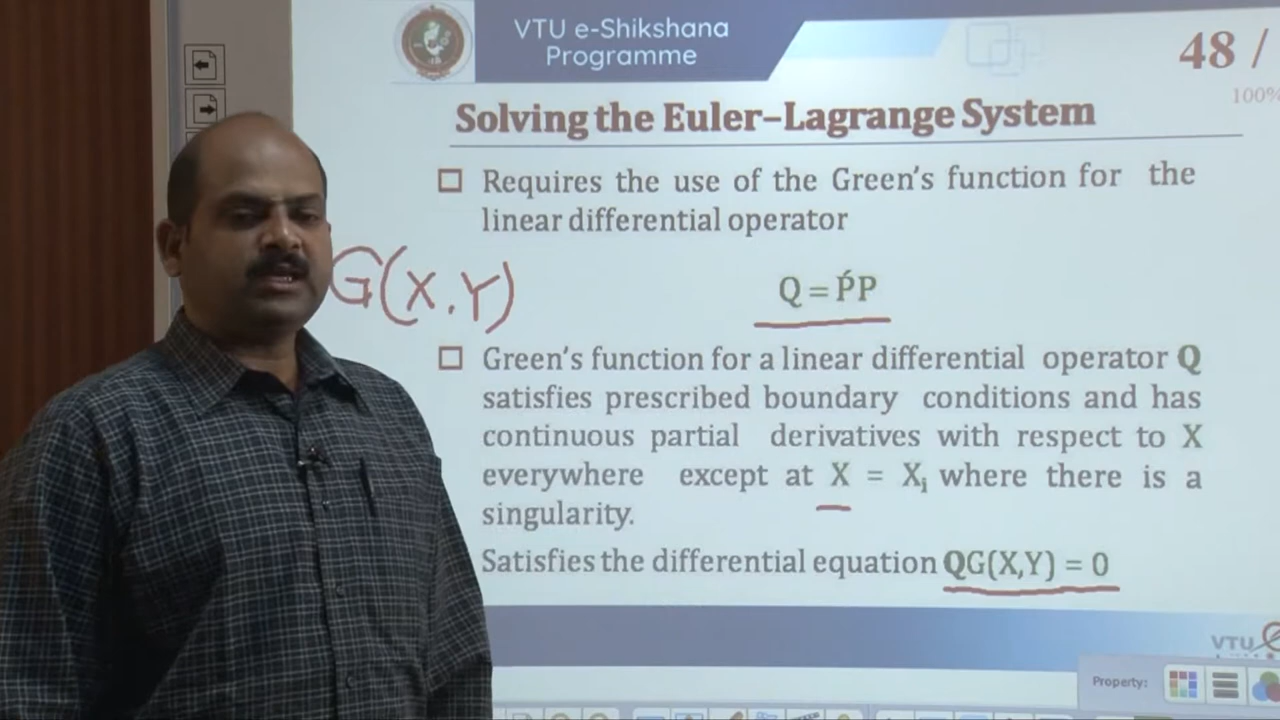 VTU e-Shikshana
Programme
48 /
100%
Solving the Euler–Lagrange System
Requires the use of the Green's function for the
linear differential operator
G(X,Y)
Q = ṔP
Green's function for a linear differential operator Q
satisfies prescribed boundary conditions and has
continuous partial derivatives with respect to X
everywhere except at X = Xi where there is a
singularity.
Satisfies the differential equation QG(X,Y) = 0
VTU
Property: